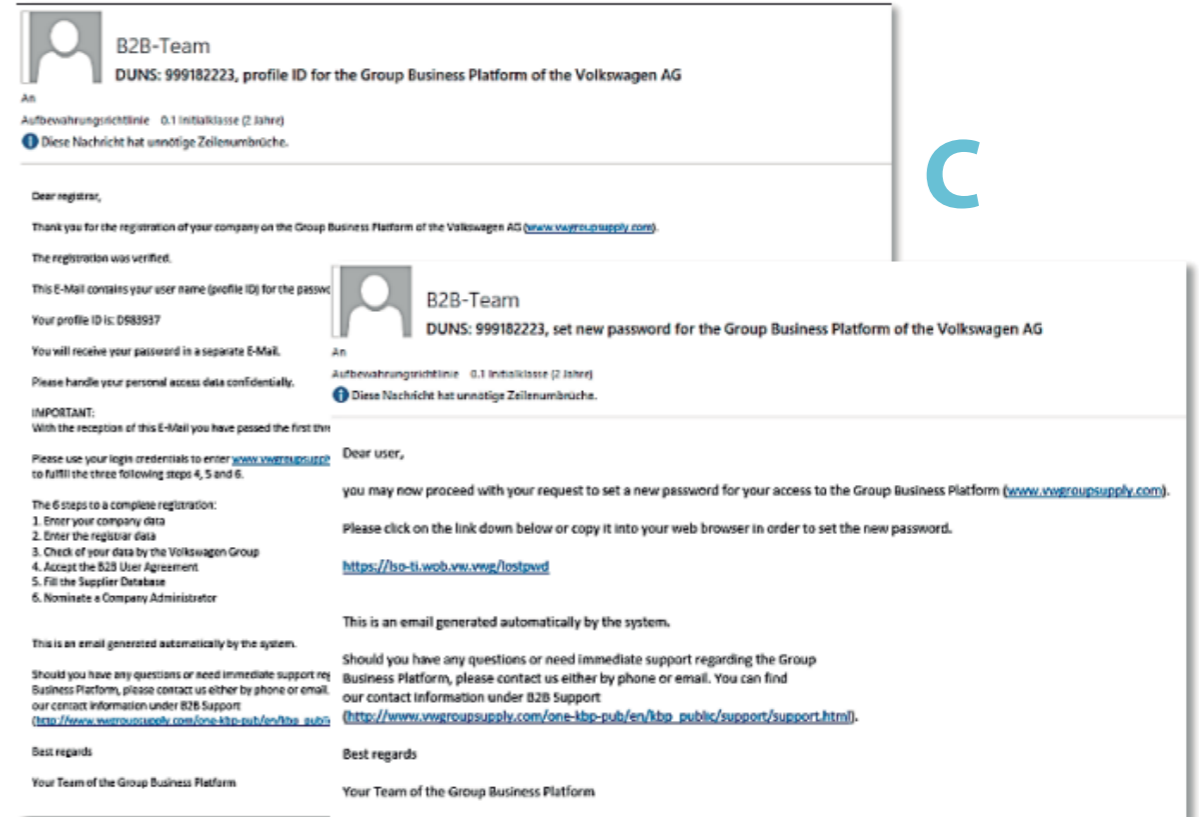 B2B-Team
DUNS: 999182223, profile ID for the Group Business Platform of the Volkswagen AG
An
Aufbewahrungsrichtlinie 0.1 Initialklasse (2 Jahre)
Diese Nachricht hat unnötige Zeilenumbrüche.
C
Dear registrar,
Thank you for the registration of your company on the Group Business Platform of the Volkswagen AG (www.vwgroupsupply.com).
The registration was verified.
This E-Mail contains your user name (profile ID) for the passwo
Your profile ID is: D983937
You will receive your password in a separate E-Mail.
Please handle your personal access data confidentially.
IMPORTANT:
With the reception of this E-Mail you have passed the first thre
Please use your login credentials to enter www.vwgroupsuppl
to fulfill the three following steps 4, 5 and 6.
The 6 steps to a complete registration:
1. Enter your company data
2. Enter the registrar data
3. Check of your data by the Volkswagen Group
4. Accept the B2B User Agreement
5. Fill the Supplier Database
6. Nominate a Company Administrator
This is an email generated automatically by the system.
Should you have any questions or need immediate support reg
Business Platform, please contact us either by phone or email.
our contact information under B2B Support
(http://www.vwgroupsupply.com/one-kbp-pub/en/kbp_publi
Best regards
Your Team of the Group Business Platform
B2B-Team
DUNS: 999182223, set new password for the Group Business Platform of the Volkswagen AG
An
Aufbewahrungsrichtlinie 0.1 Initialklasse (2 Jahre)
Diese Nachricht hat unnötige Zeilenumbrüche.
Dear user,
you may now proceed with your request to set a new password for your access to the Group Business Platform (www.vwgroupsupply.com).
Please click on the link down below or copy it into your web browser in order to set the new password.
https://lso-ti.wob.vw.vwg/lostpwd
This is an email generated automatically by the system.
Should you have any questions or need immediate support regarding the Group
Business Platform, please contact us either by phone or email. You can find
our contact information under B2B Support
(http://www.vwgroupsupply.com/one-kbp-pub/en/kbp_public/support/support.html).
Best regards
Your Team of the Group Business Platform